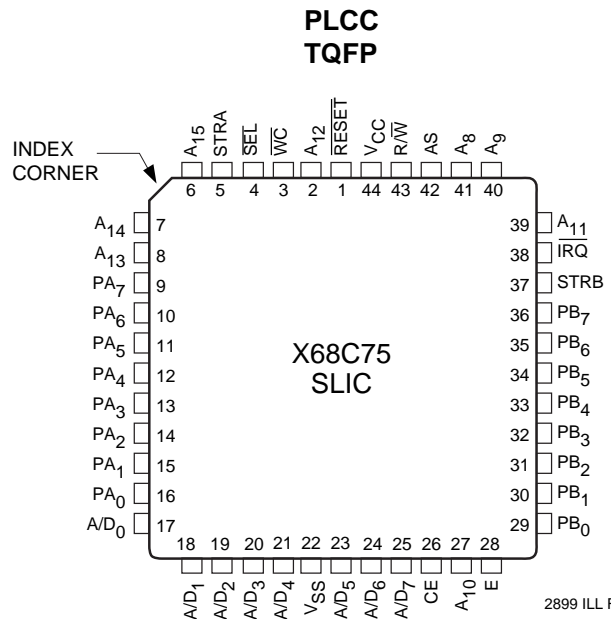 PLCC
TQFP
INDEX
CORNER
A15 STRA SEL WC A12 RESET VCC R/W AS A8 A9
6 5 4 3 2 1 44 43 42 41 40
A14 7
A13 8
PA7 9
PA6 10
PA5 11
PA4 12
PA3 13
PA2 14
PA1 15
PA0 16
A/D0 17
X68C75
SLIC
39 A11
38 IRQ
37 STRB
36 PB7
35 PB6
34 PB5
33 PB4
32 PB3
31 PB2
30 PB1
29 PB0
18 19 20 21 22 23 24 25 26 27 28
A/D1 A/D2 A/D3 A/D4 VSS A/D5 A/D6 A/D7 CE A10 E
2899 ILL F